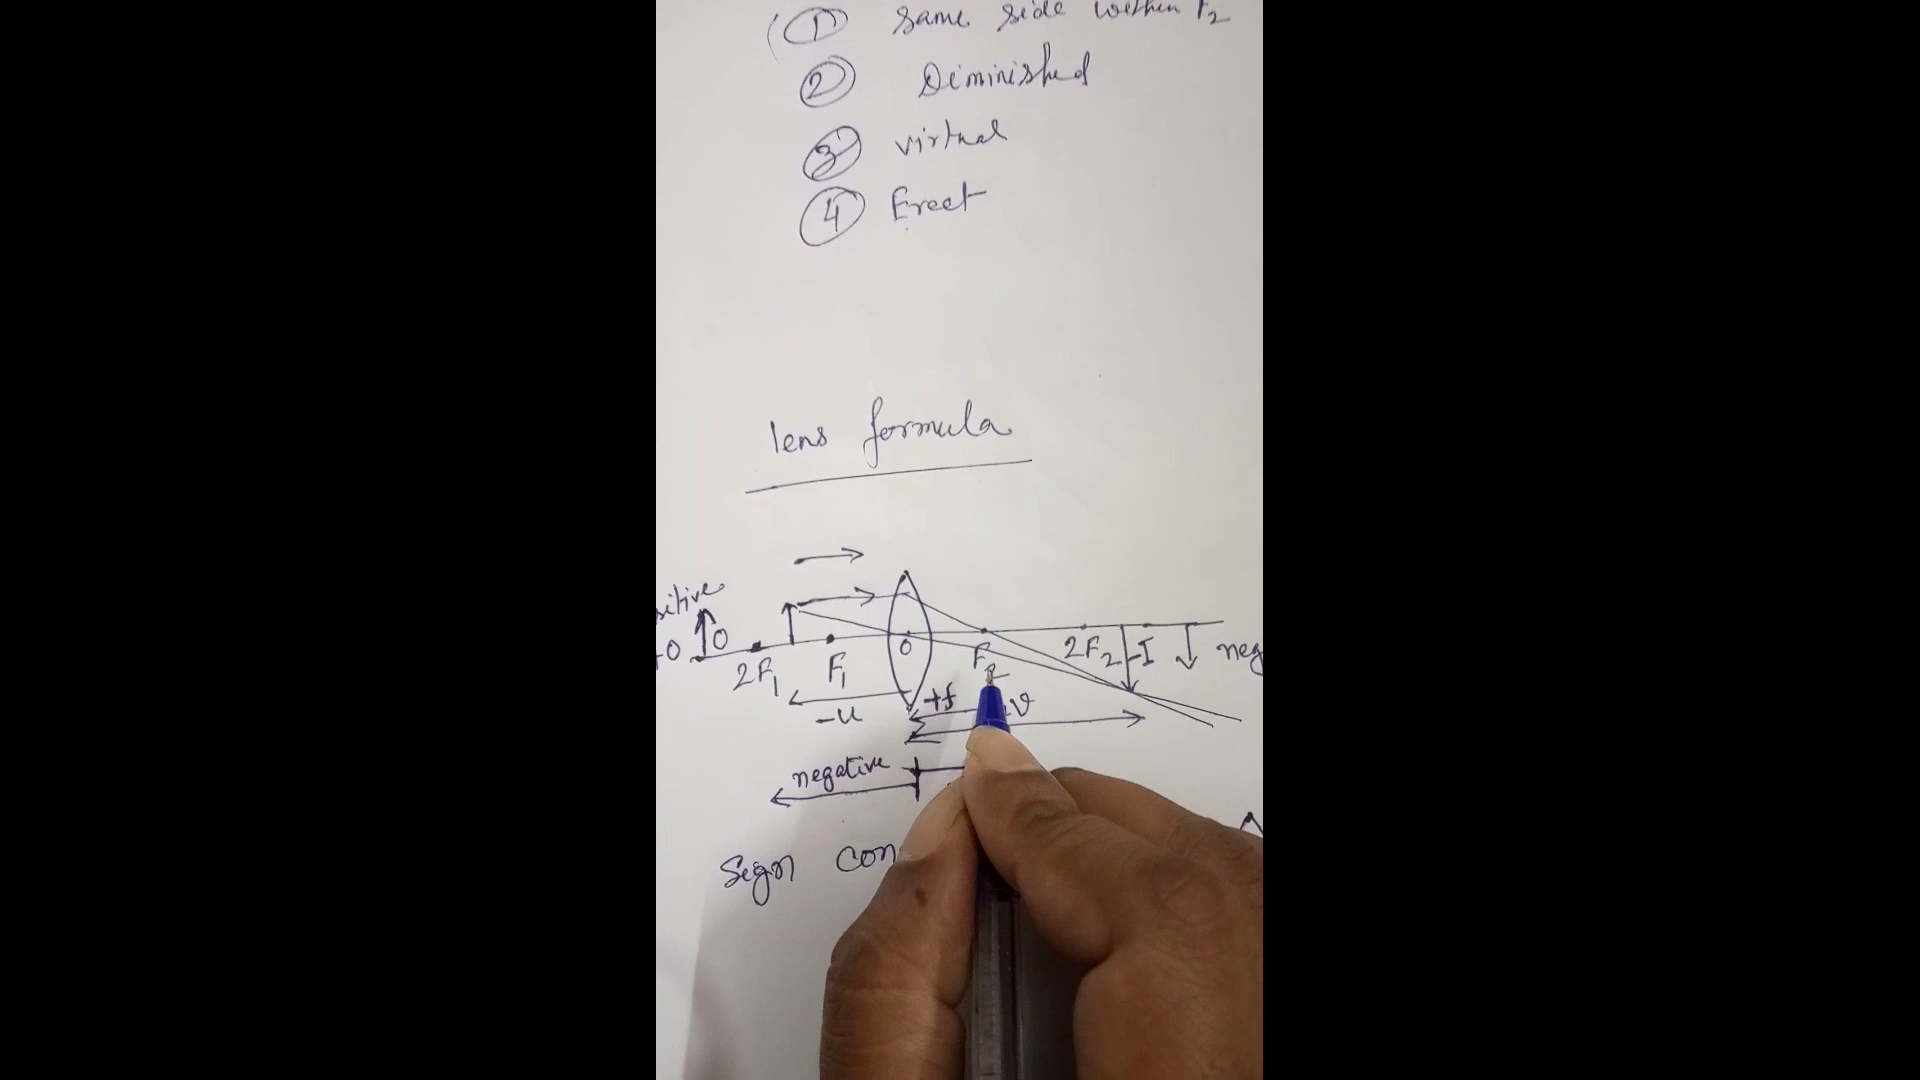 ① same side within F₂
② Diminished
③ virtual
④ Erect
lens formula
O
2F₁
F₁
O
F₂
2F₂
-I
-u
+f
v
negative
Sign